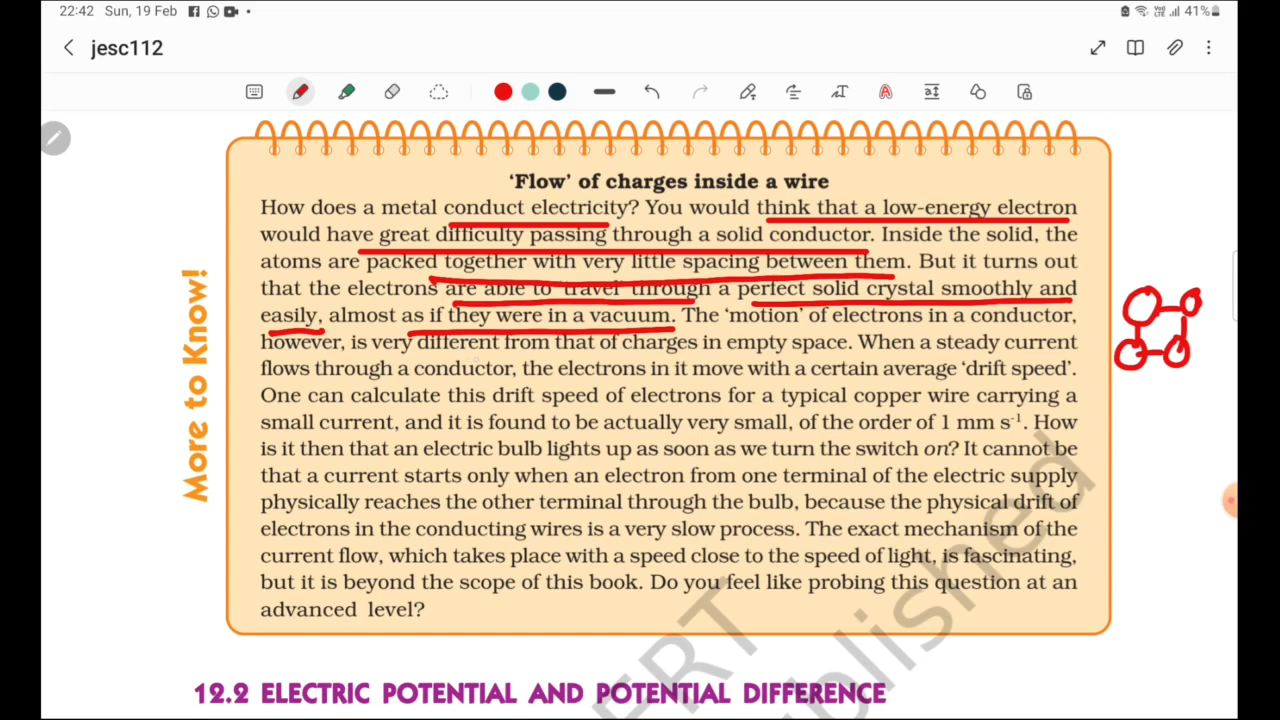 22:42 Sun, 19 Feb
41%
jesc112
'Flow' of charges inside a wire
How does a metal conduct electricity? You would think that a low-energy electron
would have great difficulty passing through a solid conductor. Inside the solid, the
atoms are packed together with very little spacing between them. But it turns out
that the electrons are able to 'travel' through a perfect solid crystal smoothly and
easily, almost as if they were in a vacuum. The 'motion' of electrons in a conductor,
however, is very different from that of charges in empty space. When a steady current
flows through a conductor, the electrons in it move with a certain average 'drift speed'.
One can calculate this drift speed of electrons for a typical copper wire carrying a
small current, and it is found to be actually very small, of the order of 1 mm s⁻¹. How
is it then that an electric bulb lights up as soon as we turn the switch on? It cannot be
that a current starts only when an electron from one terminal of the electric supply
physically reaches the other terminal through the bulb, because the physical drift of
electrons in the conducting wires is a very slow process. The exact mechanism of the
current flow, which takes place with a speed close to the speed of light, is fascinating,
but it is beyond the scope of this book. Do you feel like probing this question at an
advanced level?
More to Know!
12.2 ELECTRIC POTENTIAL AND POTENTIAL DIFFERENCE